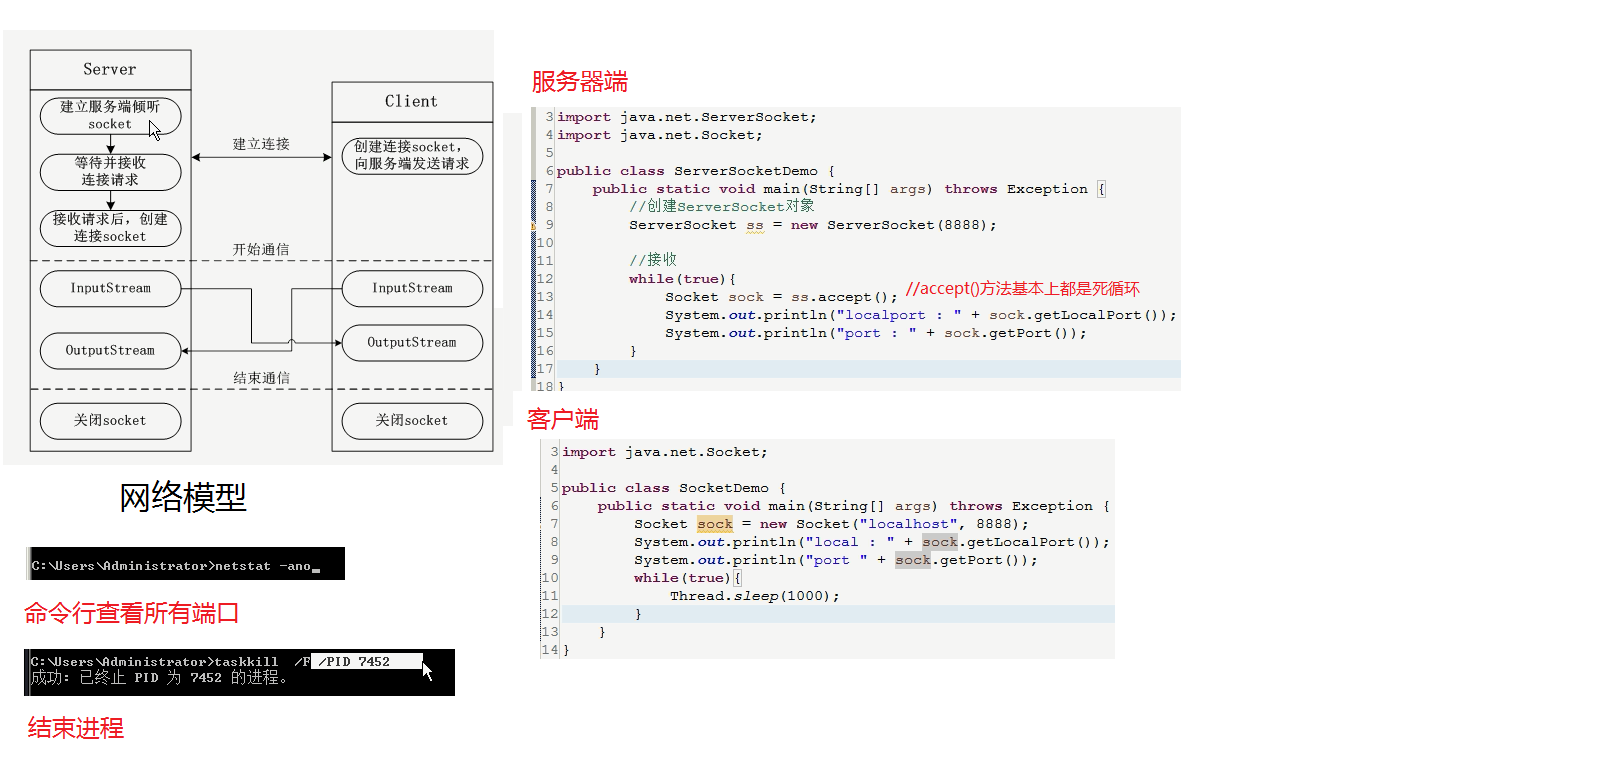 Server
建立服务端倾听
socket
等待并接收
连接请求
接收请求后，创建
连接socket
建立连接
Client
创建连接socket，
向服务端发送请求
开始通信
InputStream
InputStream
OutputStream
OutputStream
结束通信
关闭socket
关闭socket
网络模型
C:\Users\Administrator>netstat -ano_
命令行查看所有端口
C:\Users\Administrator>taskkill  /F /PID 7452
成功: 已终止 PID 为 7452 的进程。
结束进程
服务器端
3 import java.net.ServerSocket;
4 import java.net.Socket;
5
6 public class ServerSocketDemo {
7     public static void main(String[] args) throws Exception {
8         //创建ServerSocket对象
9         ServerSocket ss = new ServerSocket(8888);
10
11         //接收
12         while(true){
13             Socket sock = ss.accept(); //accept()方法基本上都是死循环
14             System.out.println("localport : " + sock.getLocalPort());
15             System.out.println("port : " + sock.getPort());
16         }
17     }
18 }
客户端
3 import java.net.Socket;
4
5 public class SocketDemo {
6     public static void main(String[] args) throws Exception {
7         Socket sock = new Socket("localhost", 8888);
8         System.out.println("local : " + sock.getLocalPort());
9         System.out.println("port " + sock.getPort());
10         while(true){
11             Thread.sleep(1000);
12         }
13     }
14 }